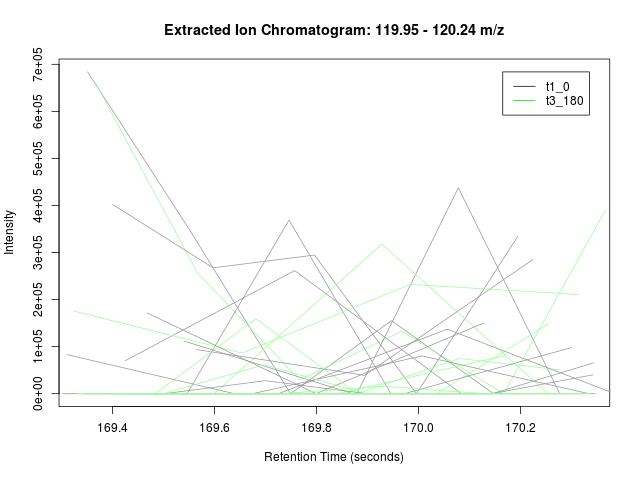 Extracted Ion Chromatogram: 119.95 - 120.24 m/z
7e+05
6e+05
5e+05
4e+05
3e+05
2e+05
1e+05
0e+00
Intensity
t1_0
t3_180
169.4 169.6 169.8 170.0 170.2
Retention Time (seconds)